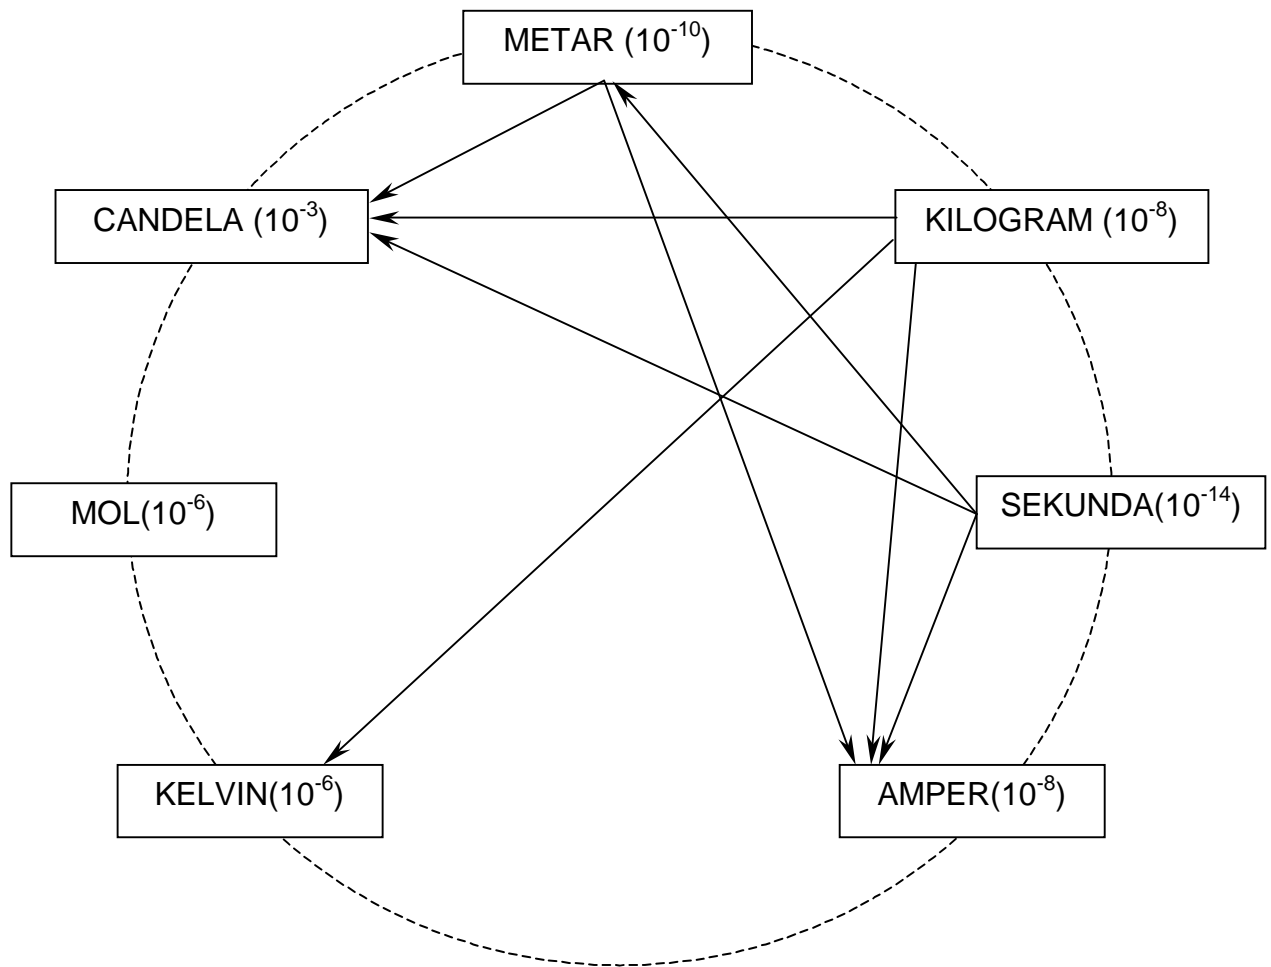 METAR (10⁻¹⁰)
CANDELA (10⁻³)
KILOGRAM (10⁻⁸)
MOL(10⁻⁶)
SEKUNDA(10⁻¹⁴)
KELVIN(10⁻⁶)
AMPER(10⁻⁸)